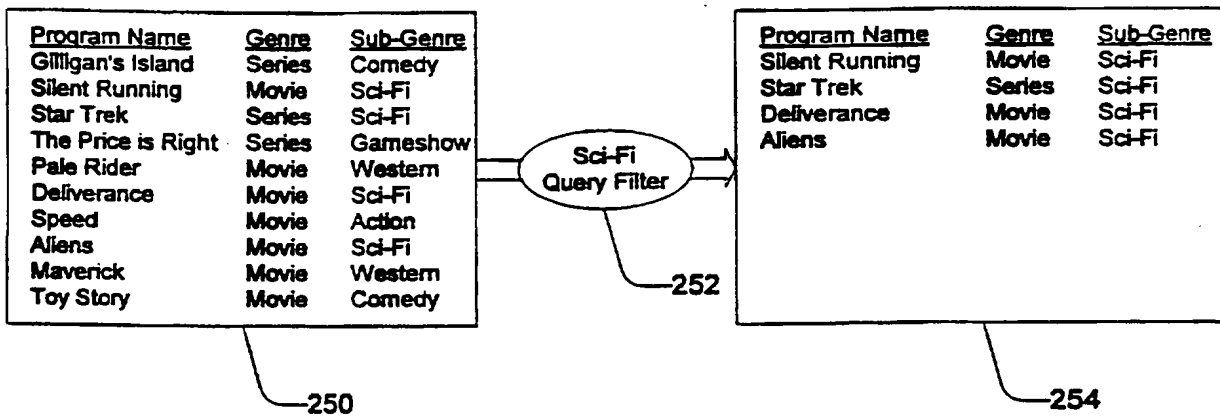 Program Name Genre Sub-Genre
Gilligan's Island Series Comedy
Silent Running Movie Sci-Fi
Star Trek Series Sci-Fi
The Price is Right Series Gameshow
Pale Rider Movie Western
Deliverance Movie Sci-Fi
Speed Movie Action
Aliens Movie Sci-Fi
Maverick Movie Western
Toy Story Movie Comedy
250
Sci-Fi
Query Filter
252
Program Name Genre Sub-Genre
Silent Running Movie Sci-Fi
Star Trek Series Sci-Fi
Deliverance Movie Sci-Fi
Aliens Movie Sci-Fi
254